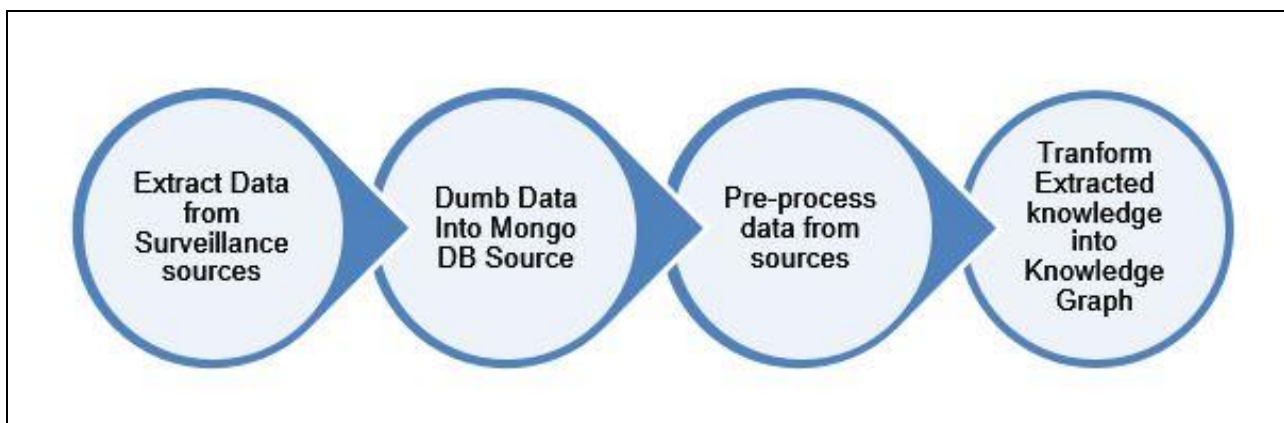 Extract Data
from
Surveillance
sources
Dumb Data
Into Mongo
DB Source
Pre-process
data from
sources
Tranform
Extracted
knowledge
into
Knowledge
Graph